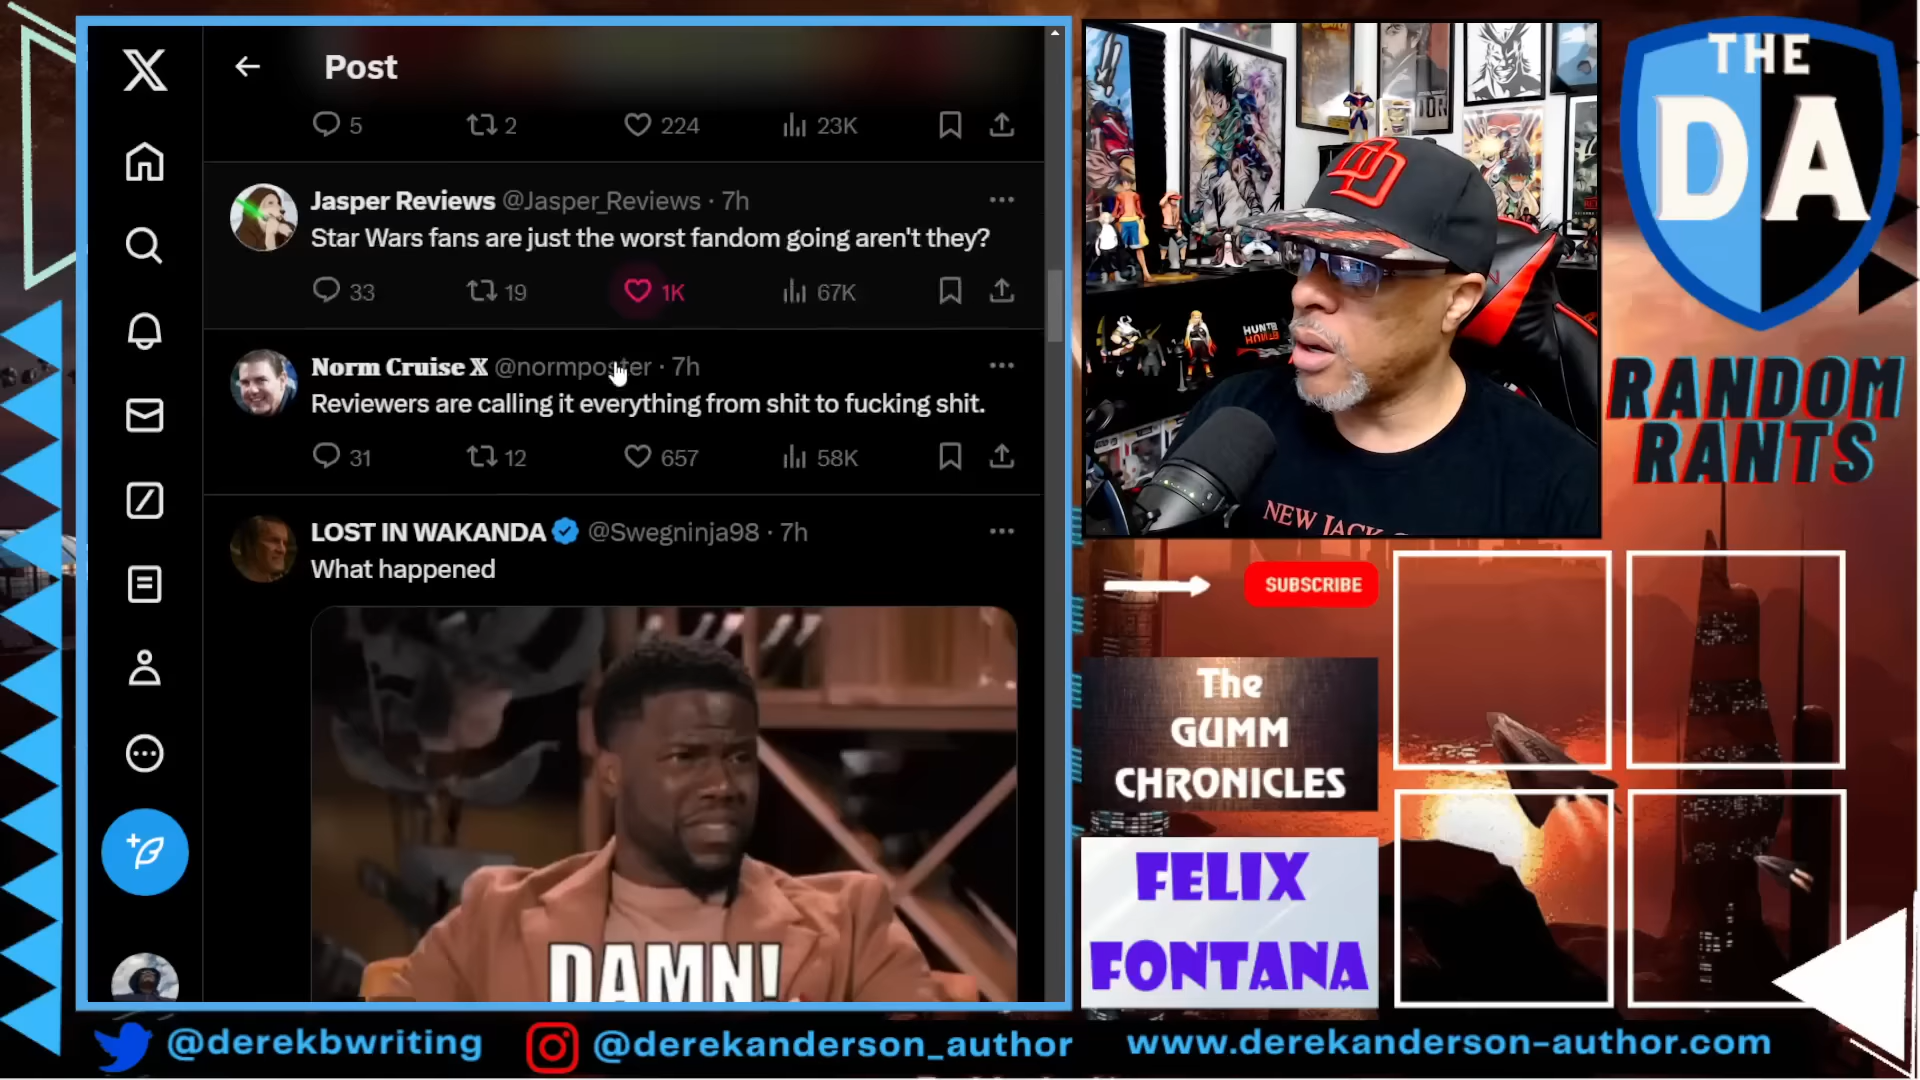 Post
5 2 224 23K
Jasper Reviews @Jasper_Reviews · 7h
Star Wars fans are just the worst fandom going aren't they?
33 19 1K 67K
Norm Cruise X @normposter · 7h
Reviewers are calling it everything from shit to fucking shit.
31 12 657 58K
LOST IN WAKANDA @Swegninja98 · 7h
What happened
DAMN!
HUNTER
NEW JACK
THE
DA
RANDOM
RANTS
SUBSCRIBE
The
GUMM
CHRONICLES
FELIX
FONTANA
@derekbwriting
@derekanderson_author
www.derekanderson-author.com